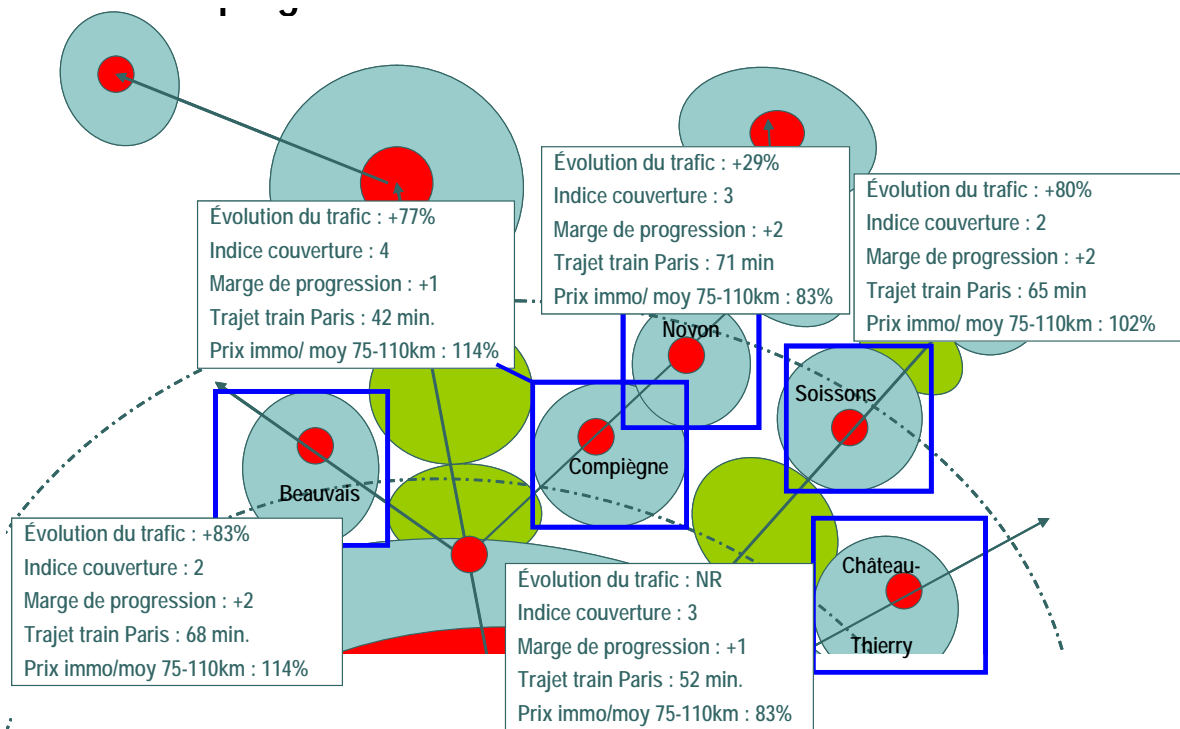 Évolution du trafic : +29%
Indice couverture : 3
Marge de progression : +2
Trajet train Paris : 71 min
Prix immo/ moy 75-110km : 83%
Évolution du trafic : +80%
Indice couverture : 2
Marge de progression : +2
Trajet train Paris : 65 min
Prix immo/ moy 75-110km : 102%
Évolution du trafic : +77%
Indice couverture : 4
Marge de progression : +1
Trajet train Paris : 42 min.
Prix immo/ moy 75-110km : 114%
Noyon
Soissons
Compiègne
Beauvais
Évolution du trafic : +83%
Indice couverture : 2
Marge de progression : +2
Trajet train Paris : 68 min.
Prix immo/moy 75-110km : 114%
Évolution du trafic : NR
Indice couverture : 3
Marge de progression : +1
Trajet train Paris : 52 min.
Prix immo/moy 75-110km : 83%
Château-
Thierry